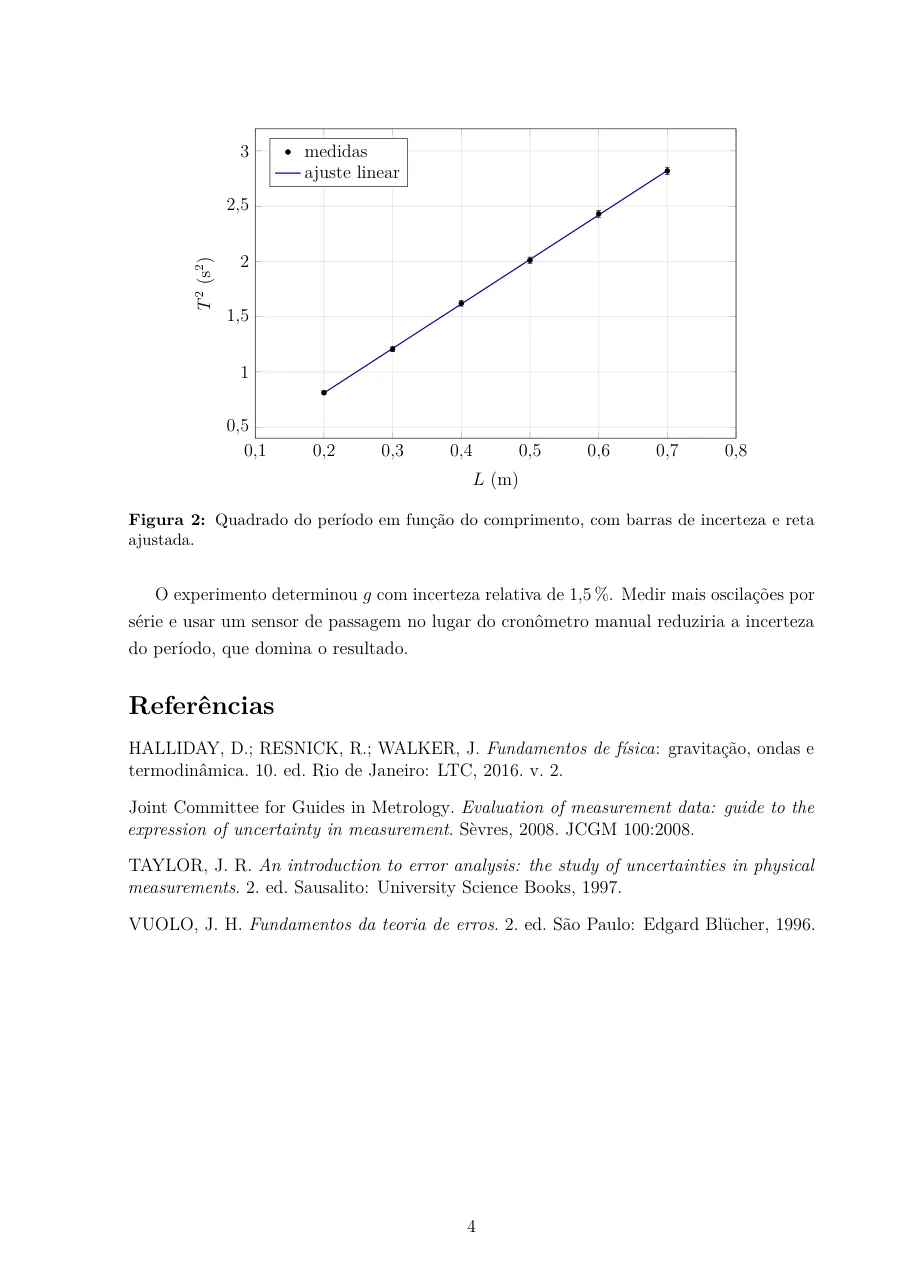 3
2,5
2
1,5
1
0,5
T² (s²)
medidas
ajuste linear
0,1 0,2 0,3 0,4 0,5 0,6 0,7 0,8
L (m)
Figura 2: Quadrado do período em função do comprimento, com barras de incerteza e reta
ajustada.
O experimento determinou g com incerteza relativa de 1,5 %. Medir mais oscilações por
série e usar um sensor de passagem no lugar do cronômetro manual reduziria a incerteza
do período, que domina o resultado.
Referências
HALLIDAY, D.; RESNICK, R.; WALKER, J. Fundamentos de física: gravitação, ondas e
termodinâmica. 10. ed. Rio de Janeiro: LTC, 2016. v. 2.
Joint Committee for Guides in Metrology. Evaluation of measurement data: guide to the
expression of uncertainty in measurement. Sèvres, 2008. JCGM 100:2008.
TAYLOR, J. R. An introduction to error analysis: the study of uncertainties in physical
measurements. 2. ed. Sausalito: University Science Books, 1997.
VUOLO, J. H. Fundamentos da teoria de erros. 2. ed. São Paulo: Edgard Blücher, 1996.
4